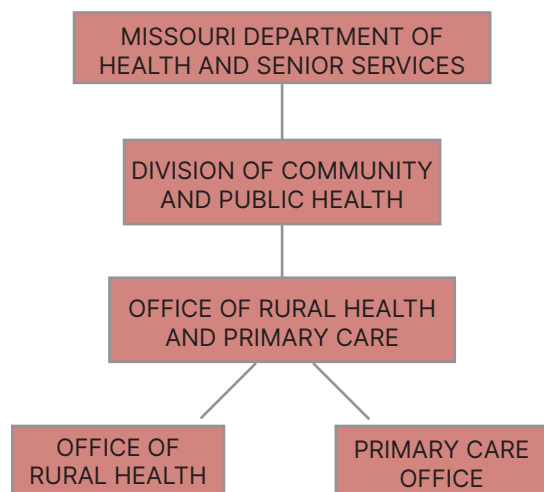 MISSOURI DEPARTMENT OF
HEALTH AND SENIOR SERVICES
DIVISION OF COMMUNITY
AND PUBLIC HEALTH
OFFICE OF RURAL HEALTH
AND PRIMARY CARE
OFFICE OF
RURAL HEALTH
PRIMARY CARE
OFFICE